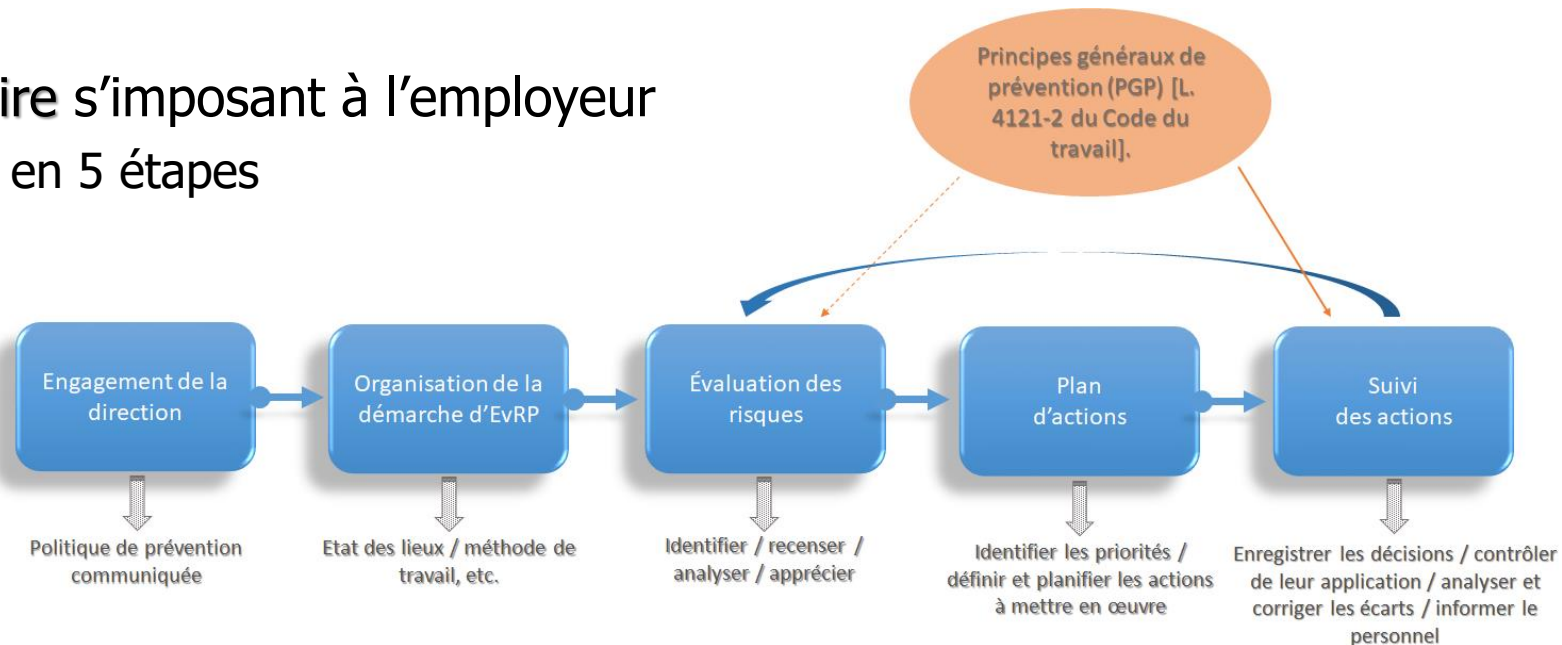 ire s’imposant à l’employeur
en 5 étapes
Principes généraux de
prévention (PGP) [L.
4121-2 du Code du
travail].
Engagement de la
direction
Organisation de la
démarche d’EvRP
Évaluation des
risques
Plan
d’actions
Suivi
des actions
Politique de prévention
communiquée
Etat des lieux / méthode de
travail, etc.
Identifier / recenser /
analyser / apprécier
Identifier les priorités /
définir et planifier les actions
à mettre en œuvre
Enregistrer les décisions / contrôler
de leur application / analyser et
corriger les écarts / informer le
personnel